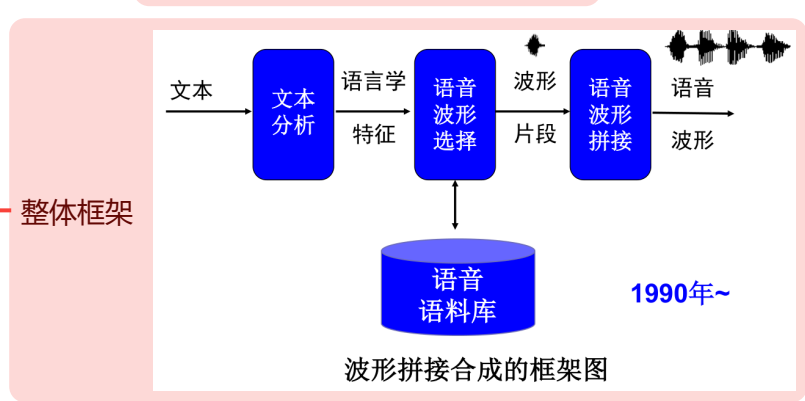 整体框架
文本
文本
分析
语言学
特征
语音
波形
选择
波形
片段
语音
波形
拼接
语音
波形
语音
语料库
1990年~
波形拼接合成的框架图